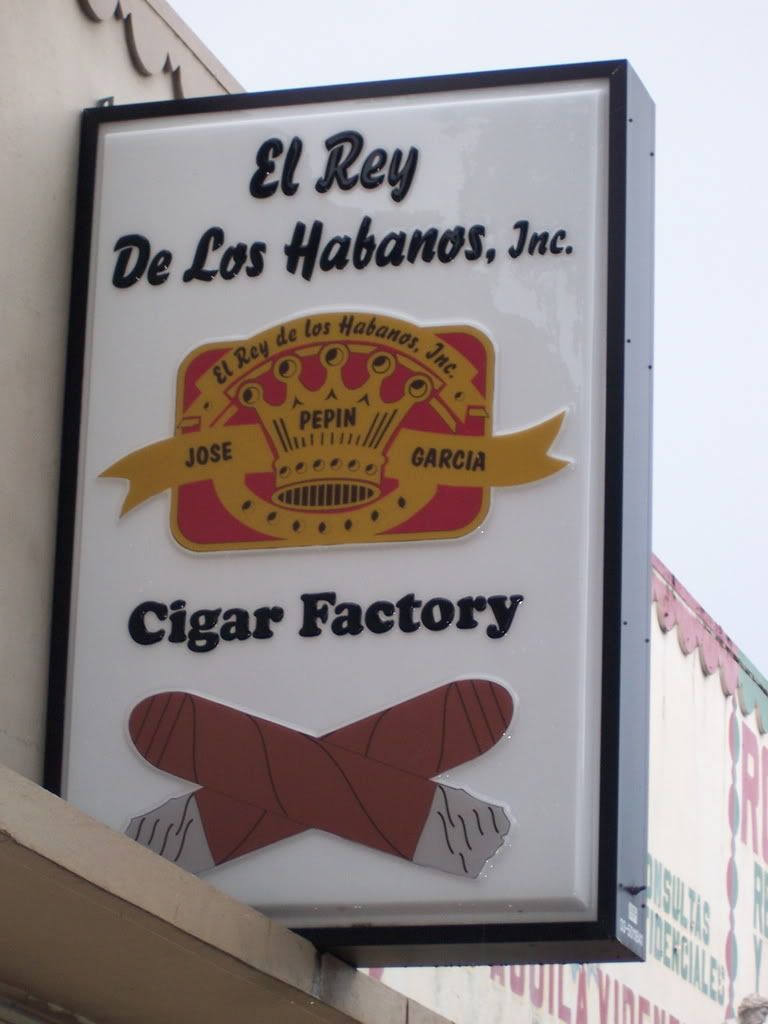 El Rey
De Los Habanos, Inc.
El Rey de los Habanos, Inc.
PEPIN
JOSE
GARCIA
Cigar Factory